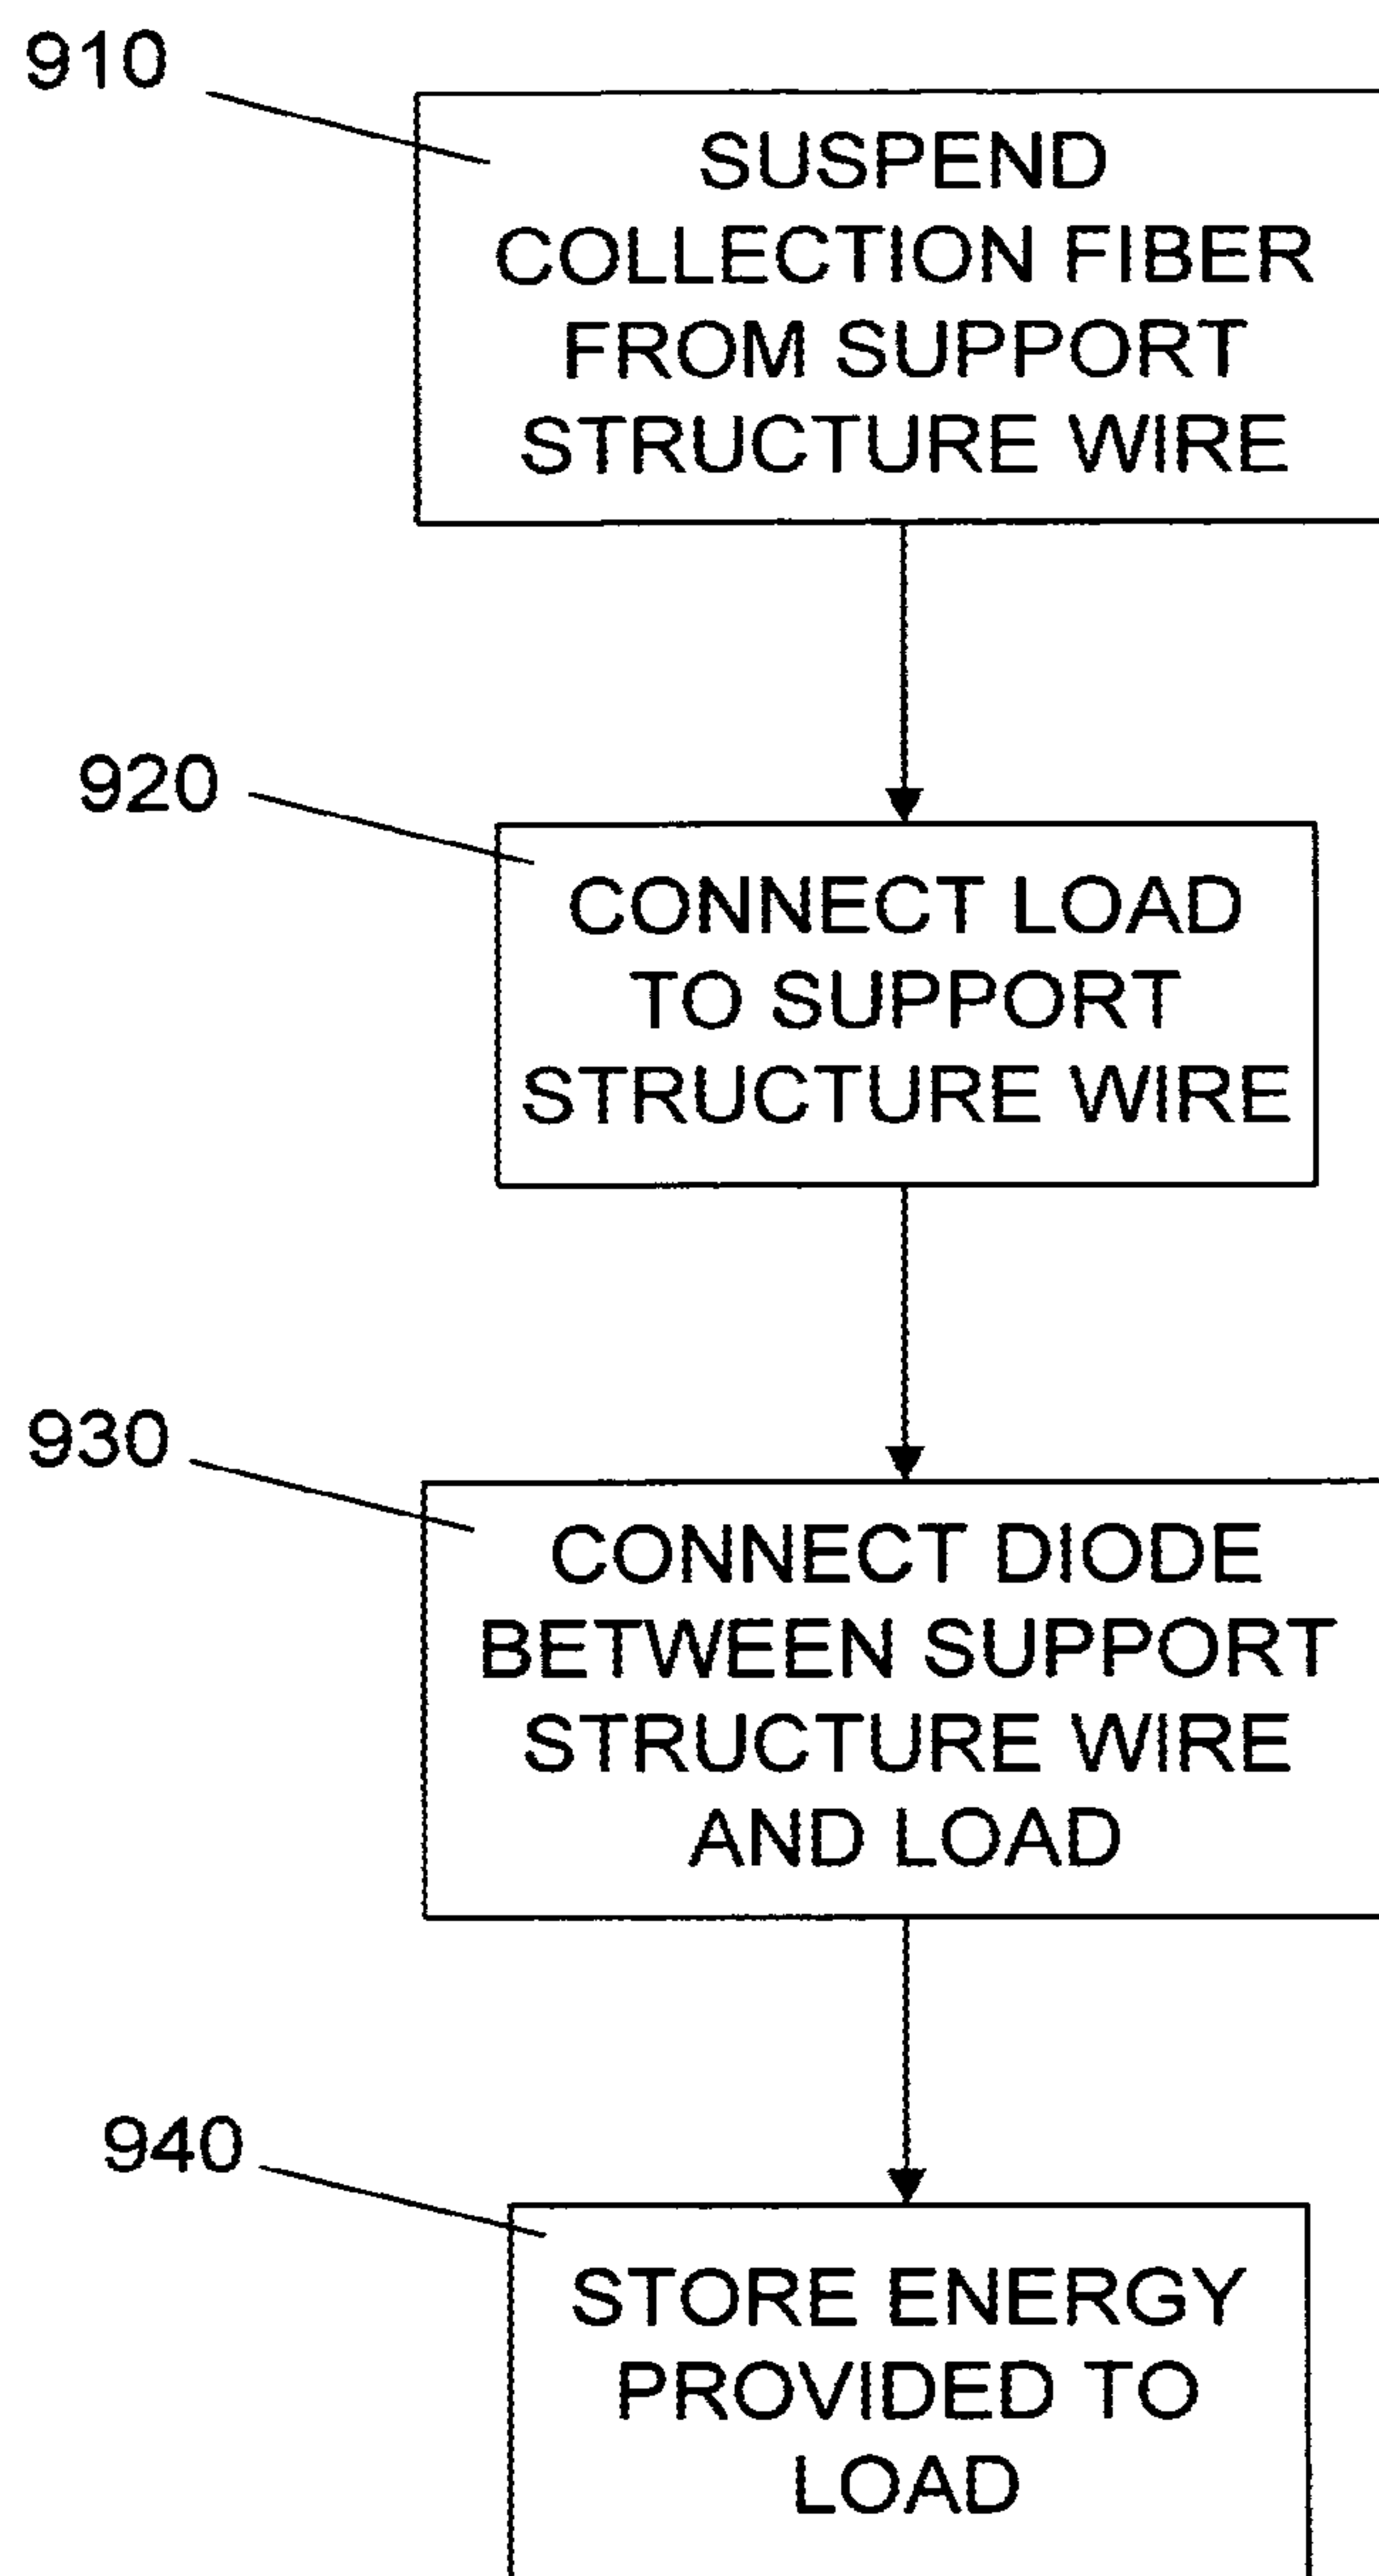 910
SUSPEND
COLLECTION FIBER
FROM SUPPORT
STRUCTURE WIRE
920
CONNECT LOAD
TO SUPPORT
STRUCTURE WIRE
930
CONNECT DIODE
BETWEEN SUPPORT
STRUCTURE WIRE
AND LOAD
940
STORE ENERGY
PROVIDED TO
LOAD